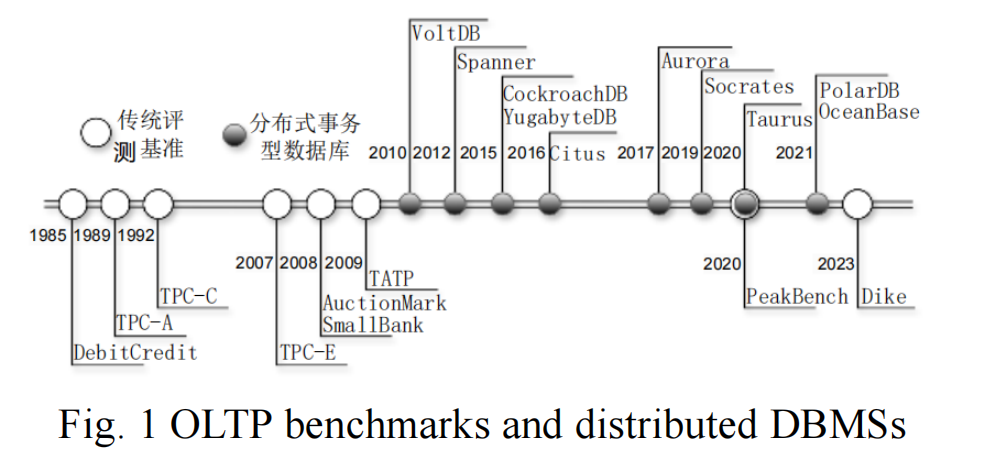 VoltDB
Spanner
Aurora
CockroachDB
YugabyteDB
Socrates
PolarDB
OceanBase
Taurus
传统评
测基准
分布式事务
型数据库
2010
2012
2015
2016
Citus
2017
2019
2020
2021
1985
1989
1992
2007
2008
2009
2020
2023
TATP
TPC-C
AuctionMark
SmallBank
PeakBench
Dike
TPC-A
DebitCredit
TPC-E
Fig. 1 OLTP benchmarks and distributed DBMSs